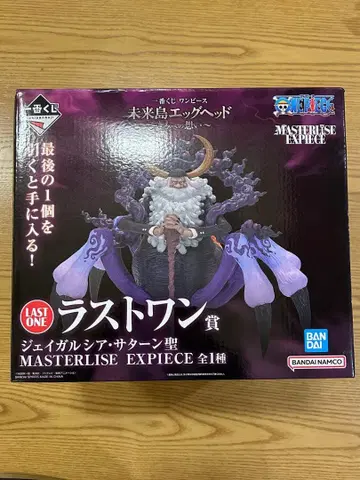 一番くじ
一番くじ ワンピース
未来島エッグヘッド
ONE PIECE
MASTERLISE
EXPIECE
最後の1個を
引くと手に入る!
LAST
ONE
ラストワン賞
ジェイガルシア・サターン聖
MASTERLISE EXPIECE 全1種
BAN
DAI
BANDAI NAMCO